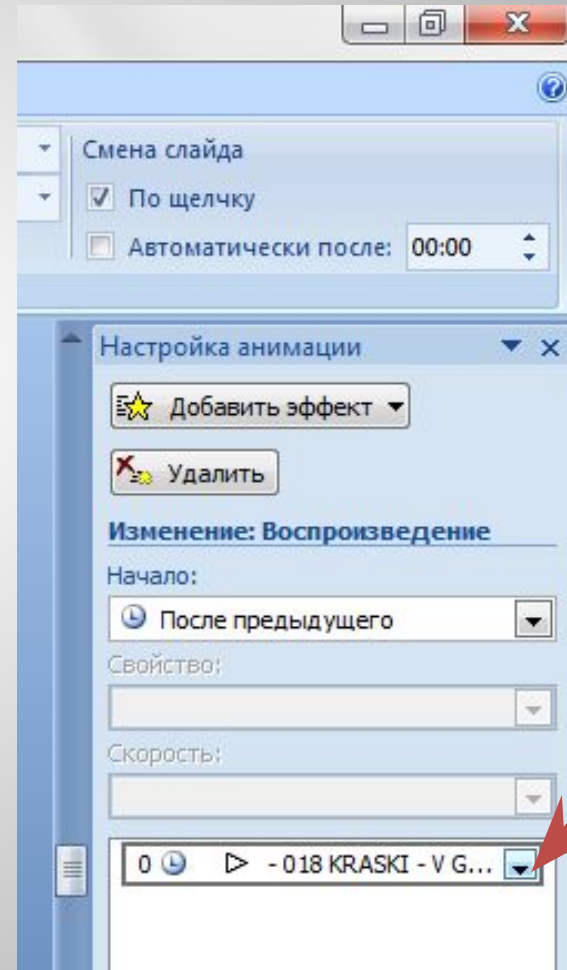 Смена слайда
По щелчку
Автоматически после: 00:00
Настройка анимации
Добавить эффект
Удалить
Изменение: Воспроизведение
Начало:
После предыдущего
Свойство:
Скорость:
0 - 018 KRASKI - V G...